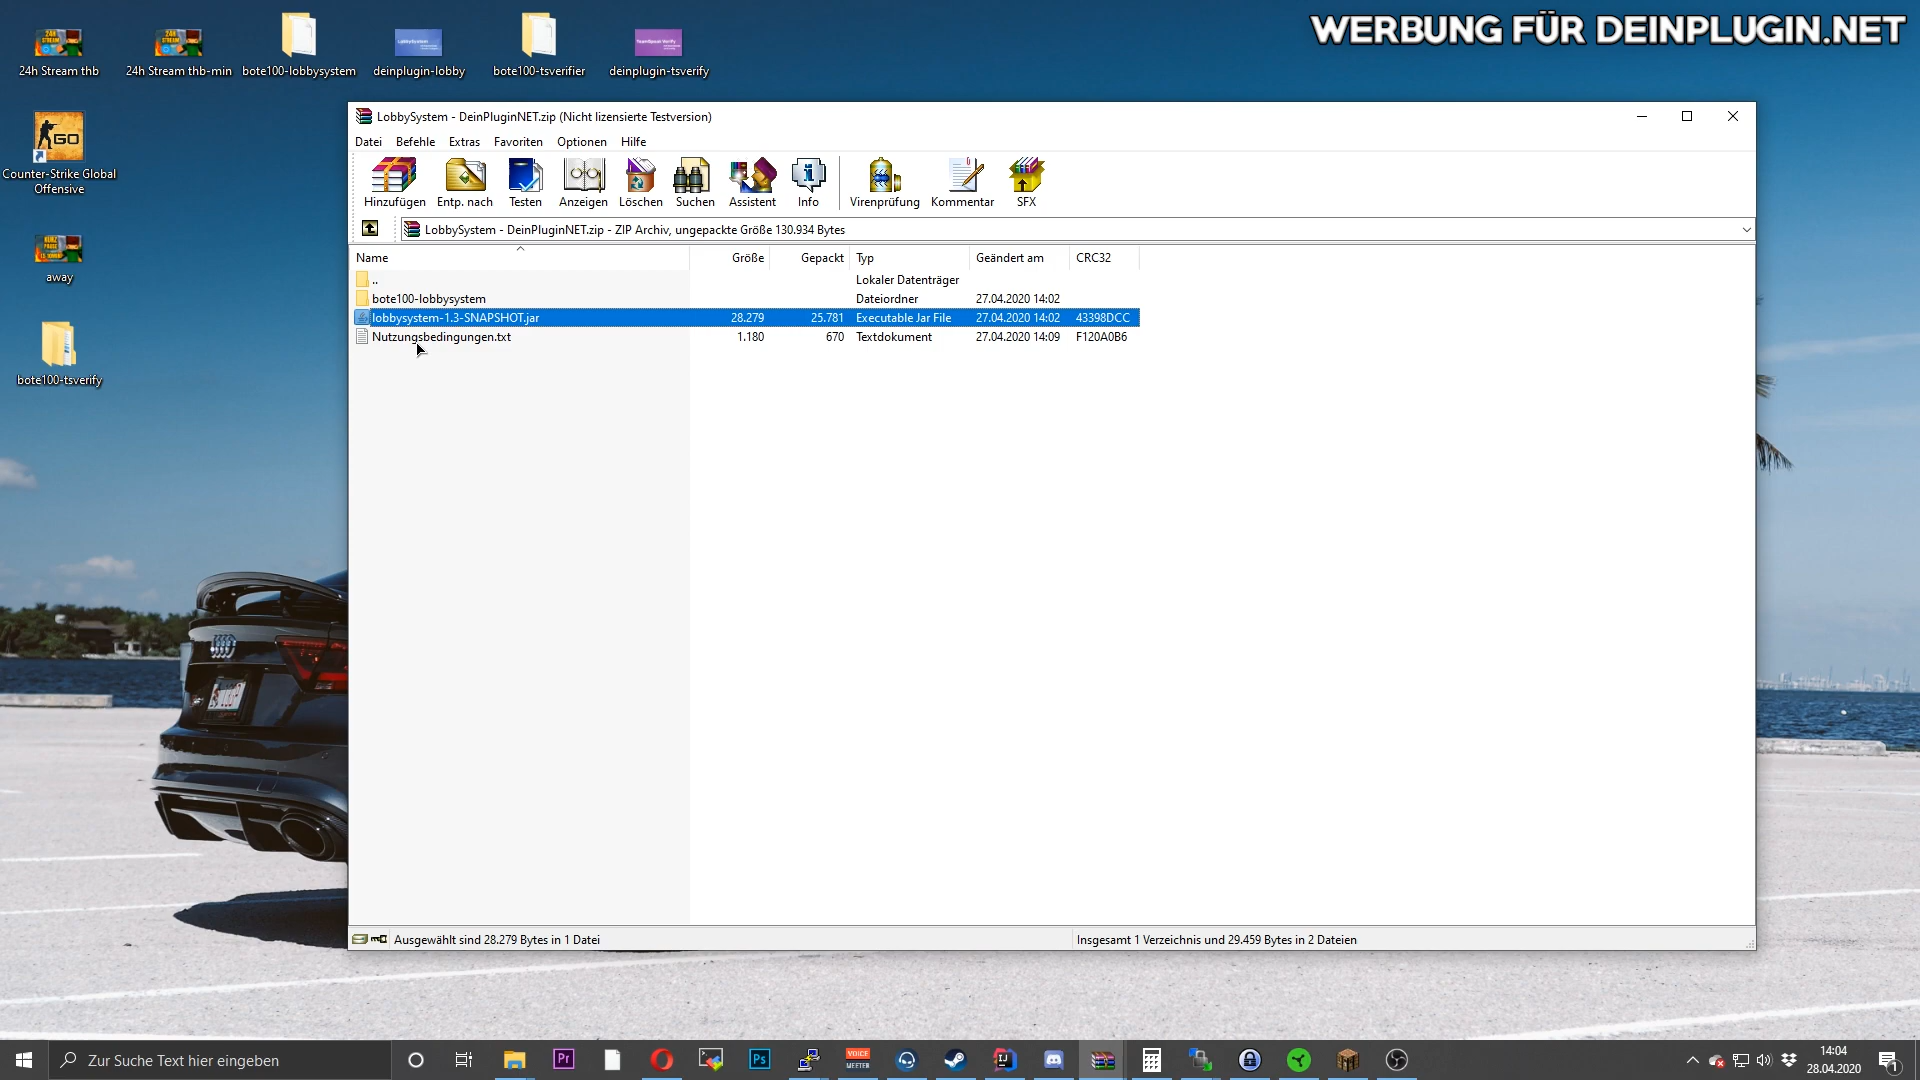 WERBUNG FÜR DEINPLUGIN.NET
24h Stream thb
24h Stream thb-min
bote100-lobbysystem
deinplugin-lobby
bote100-tsverifier
deinplugin-tsverify
GO
Counter-Strike Global
Offensive
away
bote100-tsverify
LobbySystem - DeinPluginNET.zip (Nicht lizensierte Testversion)
Datei Befehle Extras Favoriten Optionen Hilfe
Hinzufügen Entp. nach Testen Anzeigen Löschen Suchen Assistent Info Virenprüfung Kommentar SFX
LobbySystem - DeinPluginNET.zip - ZIP Archiv, ungepackte Größe 130.934 Bytes
Name Größe Gepackt Typ Geändert am CRC32
.. Lokaler Datenträger
bote100-lobbysystem Dateiordner 27.04.2020 14:02
lobbysystem-1.3-SNAPSHOT.jar 28.279 25.781 Executable Jar File 27.04.2020 14:02 43398DCC
Nutzungsbedingungen.txt 1.180 670 Textdokument 27.04.2020 14:09 F120A0B6
Ausgewählt sind 28.279 Bytes in 1 Datei
Insgesamt 1 Verzeichnis und 29.459 Bytes in 2 Dateien
Zur Suche Text hier eingeben
Pr
Ps
VOICE
MEETER
IJ
14:04
28.04.2020
1